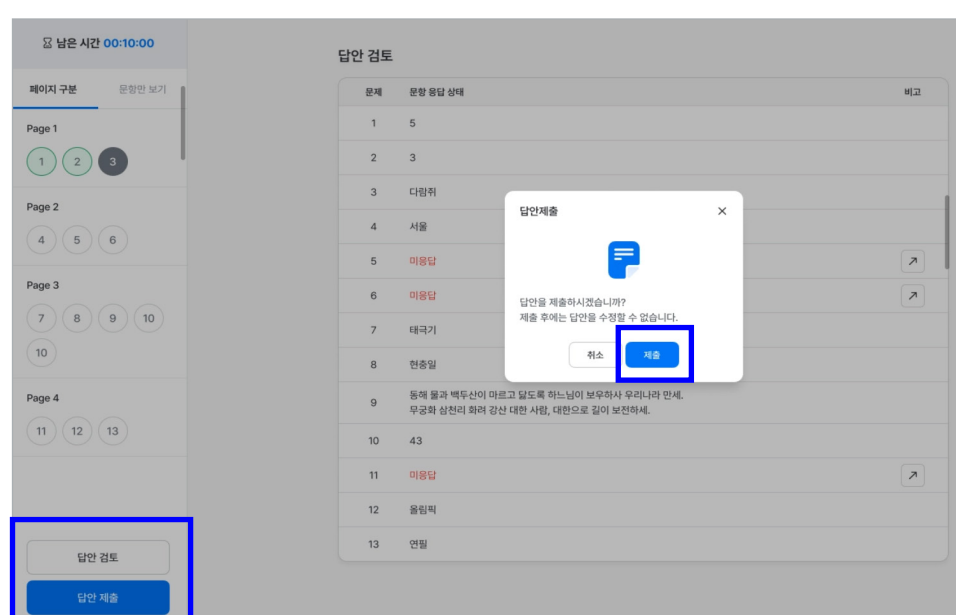 남은 시간 00:10:00
페이지 구분 문항만 보기
Page 1
1 2 3
Page 2
4 5 6
Page 3
7 8 9 10
10
Page 4
11 12 13
답안 검토
답안 제출
답안 검토
문제 문항 응답 상태 비고
1 5
2 3
3 다람쥐
4 서울
5 미응답
6 미응답
7 태극기
8 현충일
9 동해 물과 백두산이 마르고 닳도록 하느님이 보우하사 우리나라 만세.
무궁화 삼천리 화려 강산 대한 사람, 대한으로 길이 보전하세.
10 43
11 미응답
12 올림픽
13 연필
답안제출
답안을 제출하시겠습니까?
제출 후에는 답안을 수정할 수 없습니다.
취소 제출